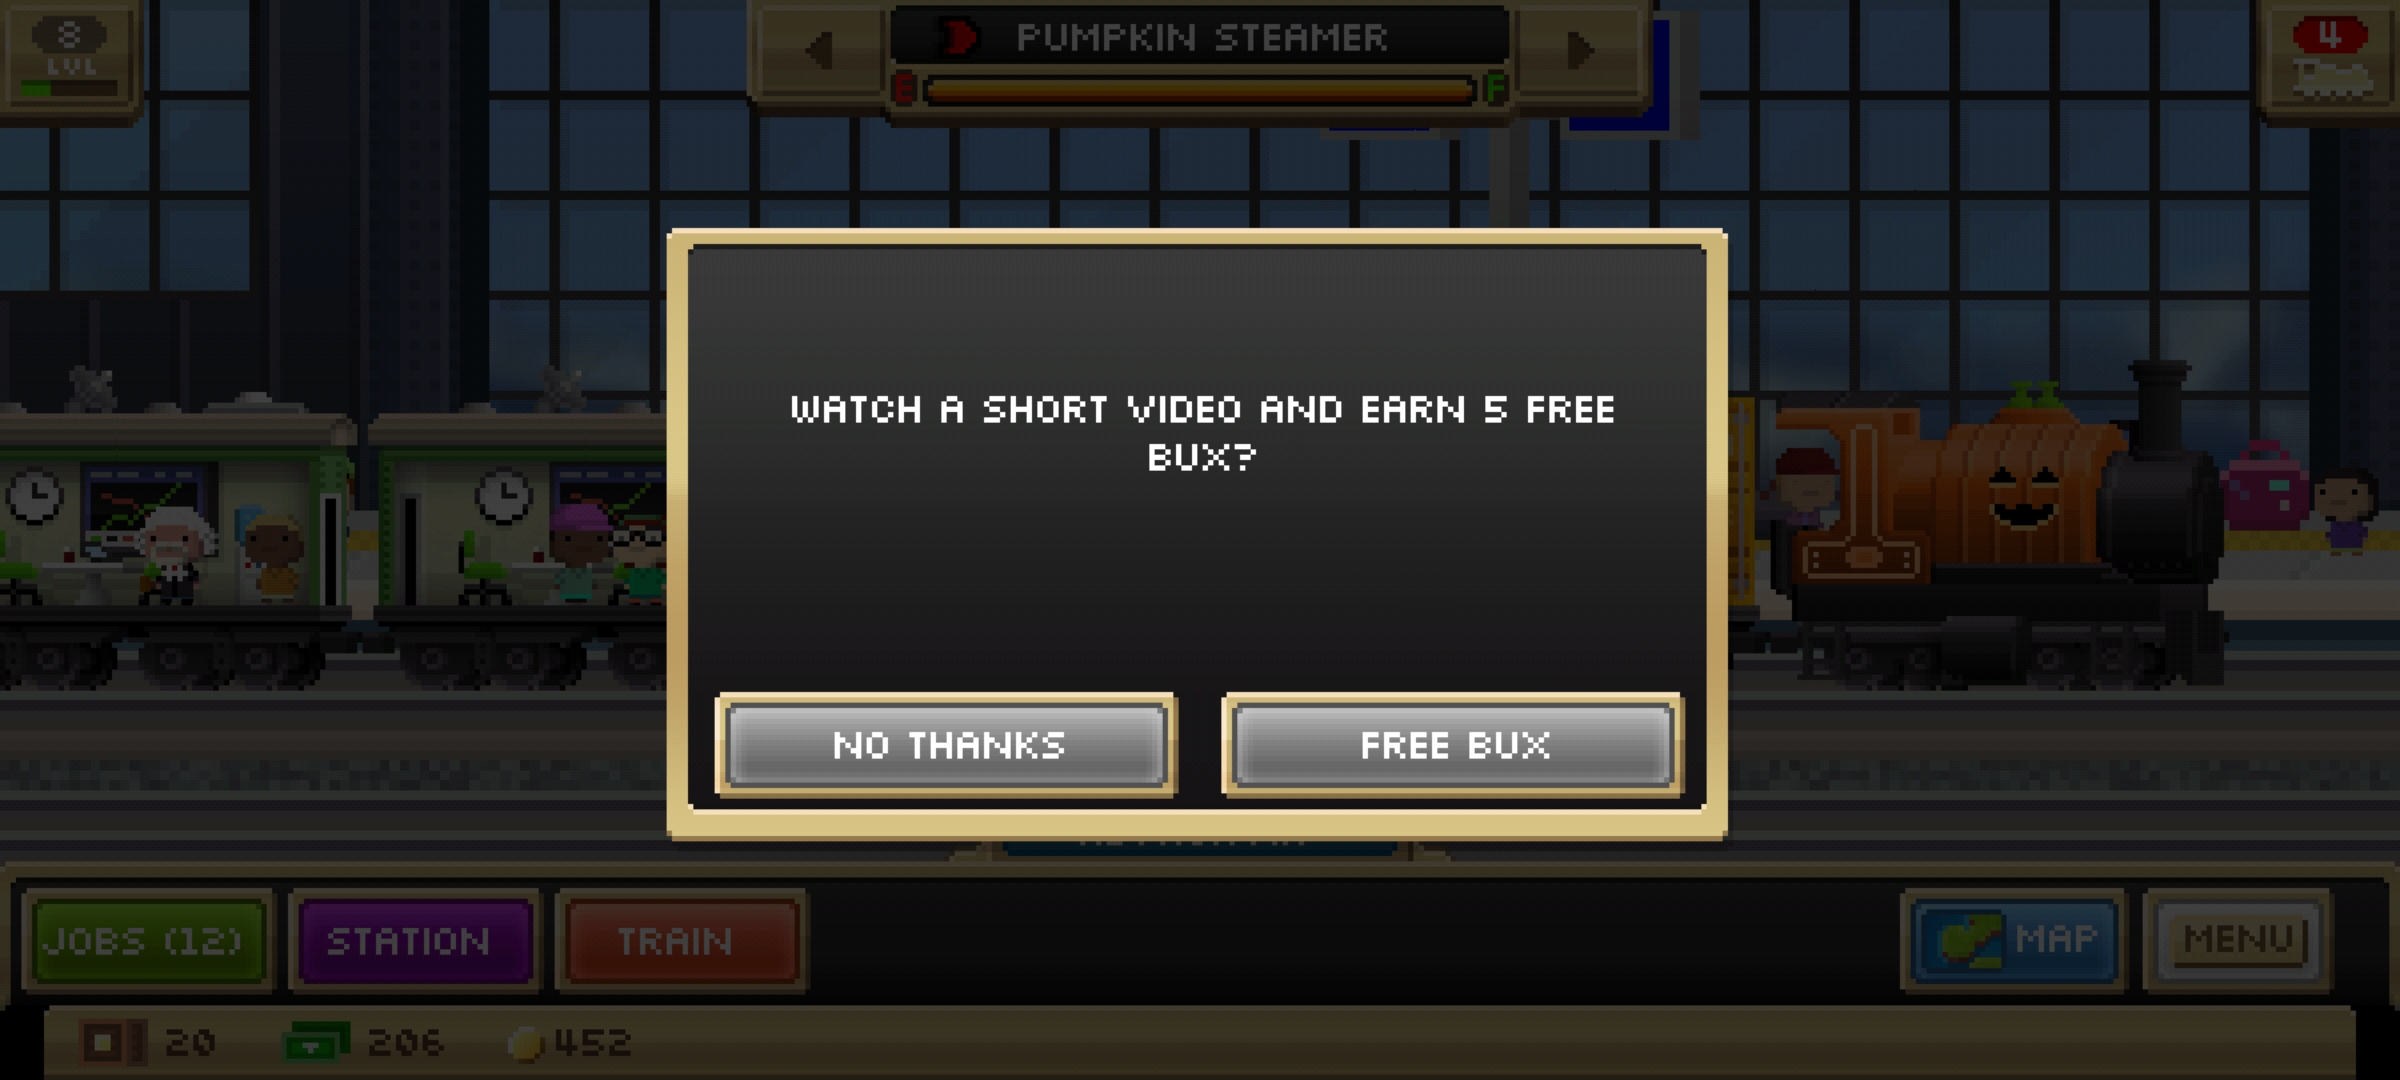 8
LVL
PUMPKIN STEAMER
E F
4
WATCH A SHORT VIDEO AND EARN 5 FREE
BUX?
NO THANKS
FREE BUX
JOBS (12)
STATION
TRAIN
MAP
MENU
20
206
452